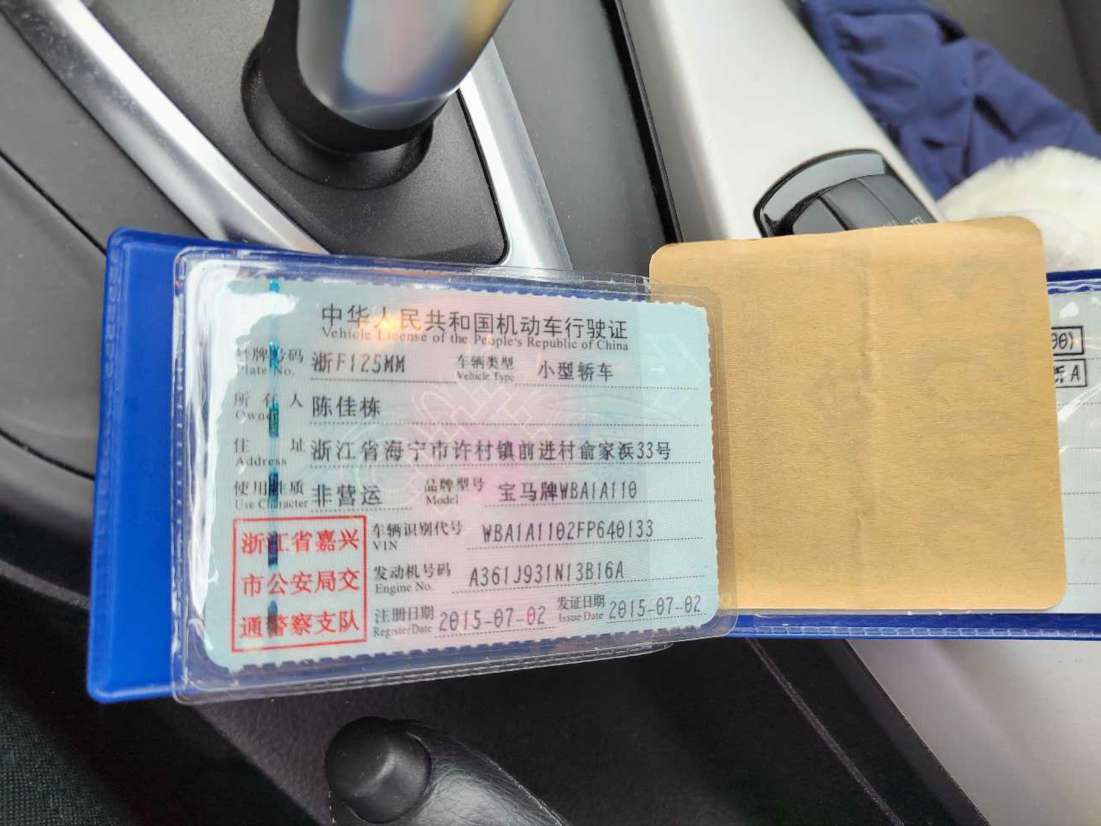 中华人民共和国机动车行驶证
Vehicle License of the People's Republic of China
号牌号码 浙F125MM 车辆类型 小型轿车
Plate No. Vehicle Type
所有人 陈佳栋
Owner
住址 浙江省海宁市许村镇前进村俞家浜33号
Address
使用性质 非营运 品牌型号 宝马牌WBA1A110
Use Character Model
浙江省嘉兴
市公安局交
通警察支队
车辆识别代号 WBA1A1102FP640133
VIN
发动机号码 A361J931N13B16A
Engine No.
注册日期 2015-07-02 发证日期 2015-07-02
Register Date Issue Date